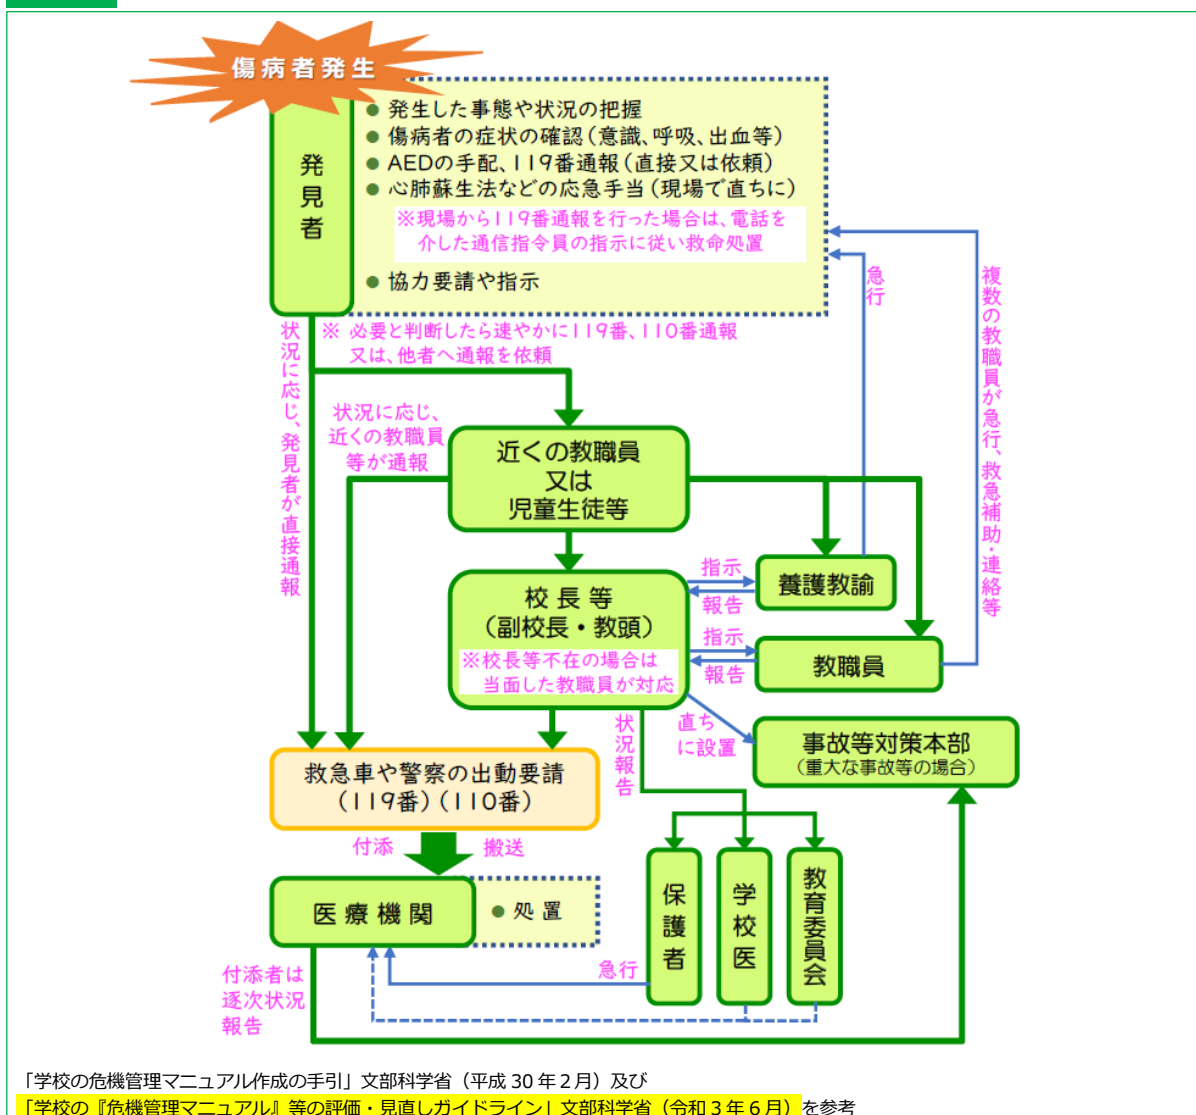 傷病者発生
発見者
● 発生した事態や状況の把握
● 傷病者の症状の確認（意識、呼吸、出血等）
● AEDの手配、119番通報（直接又は依頼）
● 心肺蘇生法などの応急手当（現場で直ちに）
※現場から119番通報を行った場合は、電話を
介した通信指令員の指示に従い救命処置
● 協力要請や指示
※ 必要と判断したら速やかに119番、110番通報
又は、他者へ通報を依頼
急行
複数の教職員が急行、救急補助・連絡等
状況に応じ、発見者が直接通報
状況に応じ、
近くの教職員
等が通報
近くの教職員
又は
児童生徒等
校長等
（副校長・教頭）
※校長等不在の場合は
当面した教職員が対応
指示
報告
養護教諭
指示
報告
教職員
状況報告
直ち
に設置
事故等対策本部
（重大な事故等の場合）
救急車や警察の出動要請
（119番）（110番）
付添
搬送
医療機関
● 処置
保護者
学校医
教育委員会
急行
付添者は
逐次状況
報告
「学校の危機管理マニュアル作成の手引」文部科学省（平成 30 年２月）及び
「学校の『危機管理マニュアル』等の評価・見直しガイドライン」文部科学省（令和３年６月）を参考